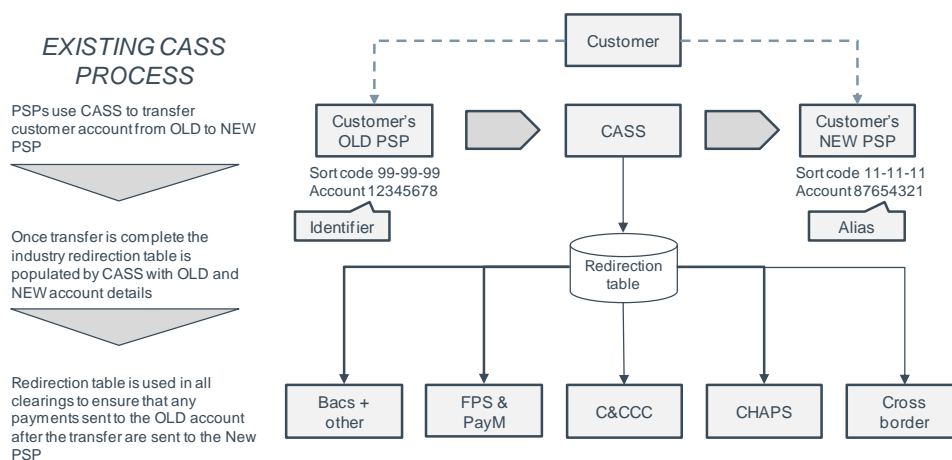 EXISTING CASS
PROCESS
PSPs use CASS to transfer
customer account from OLD to NEW
PSP
Once transfer is complete the
industry redirection table is
populated by CASS with OLD and
NEW account details
Redirection table is used in all
clearings to ensure that any
payments sent to the OLD account
after the transfer are sent to the New
PSP
Customer
Customer's
OLD PSP
CASS
Customer's
NEW PSP
Sort code 99-99-99
Account 12345678
Identifier
Sort code 11-11-11
Account 87654321
Alias
Redirection
table
Bacs +
other
FPS &
PayM
C&CCC
CHAPS
Cross
border